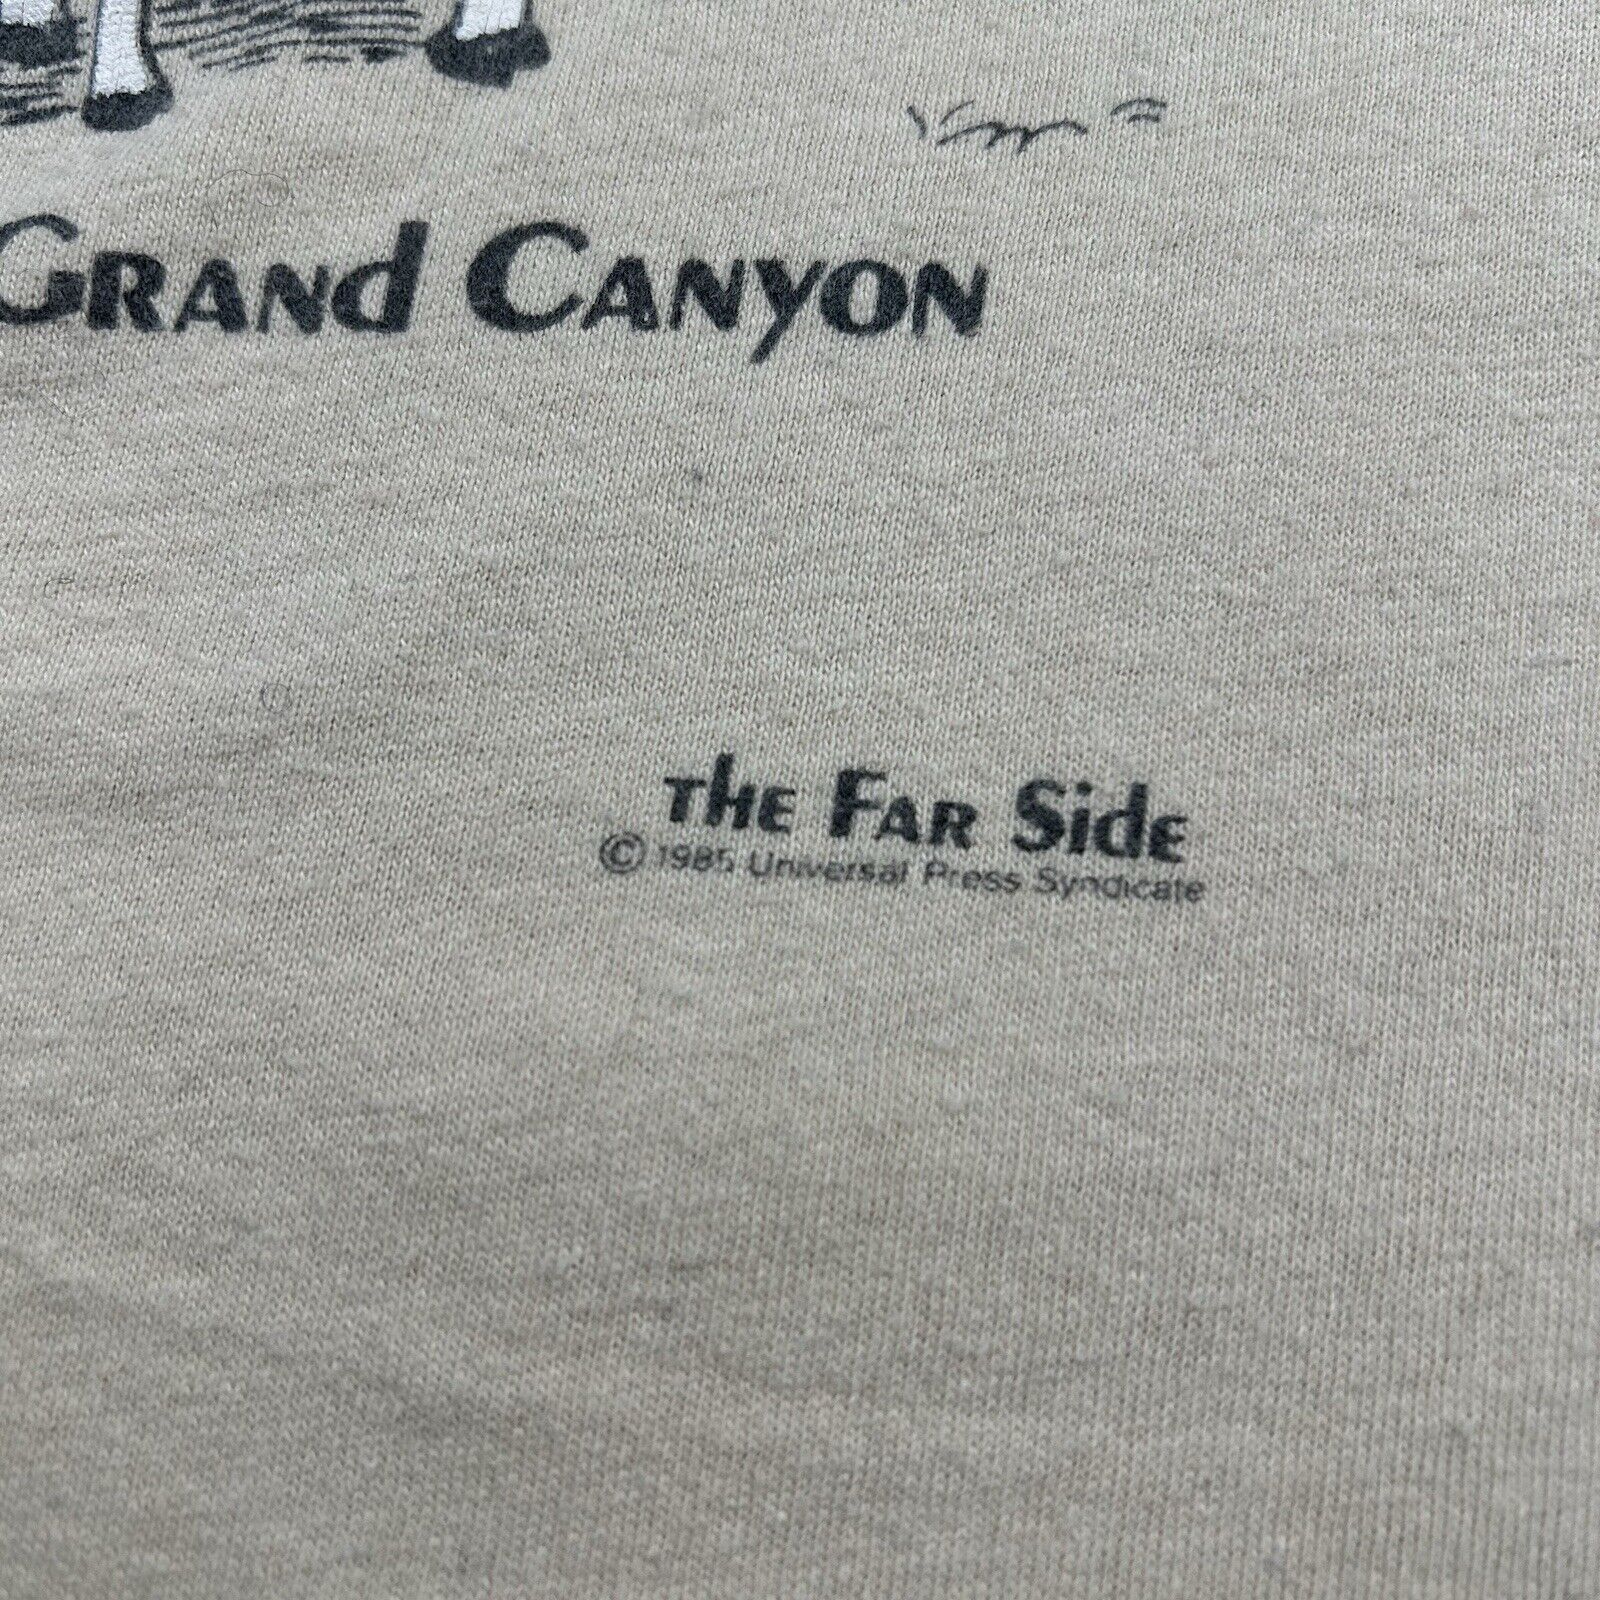 GRANd CANYON
ThE FAR SidE
© 1985 Universal Press Syndicate